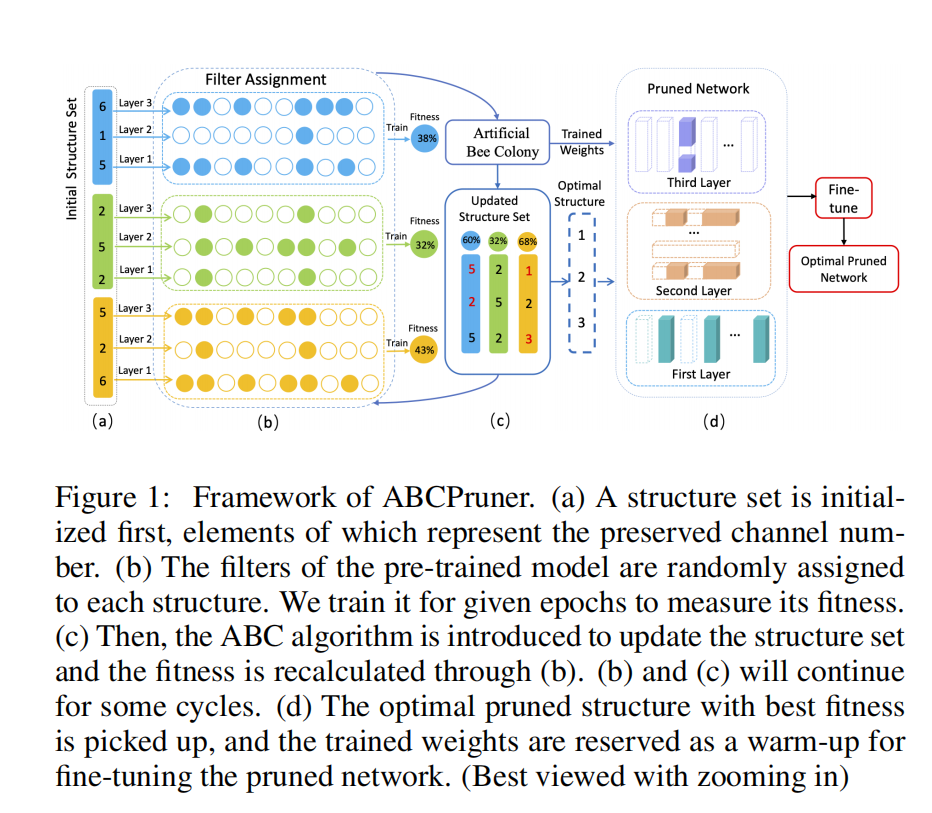 Initial Structure Set
6
1
5
2
5
2
5
2
6
Layer 3
Layer 2
Layer 1
Layer 3
Layer 2
Layer 1
Layer 3
Layer 2
Layer 1
(a)
Filter Assignment
(b)
Train
Fitness
38%
Train
Fitness
32%
Train
Fitness
43%
Artificial
Bee Colony
Updated
Structure Set
60% 32% 68%
5 2 1
2 5 2
5 2 3
(c)
Trained
Weights
Optimal
Structure
1
2
3
Pruned Network
...
Third Layer
...
Second Layer
...
First Layer
(d)
Fine-
tune
Optimal Pruned
Network
Figure 1: Framework of ABCPruner. (a) A structure set is initial-
ized first, elements of which represent the preserved channel num-
ber. (b) The filters of the pre-trained model are randomly assigned
to each structure. We train it for given epochs to measure its fitness.
(c) Then, the ABC algorithm is introduced to update the structure set
and the fitness is recalculated through (b). (b) and (c) will continue
for some cycles. (d) The optimal pruned structure with best fitness
is picked up, and the trained weights are reserved as a warm-up for
fine-tuning the pruned network. (Best viewed with zooming in)